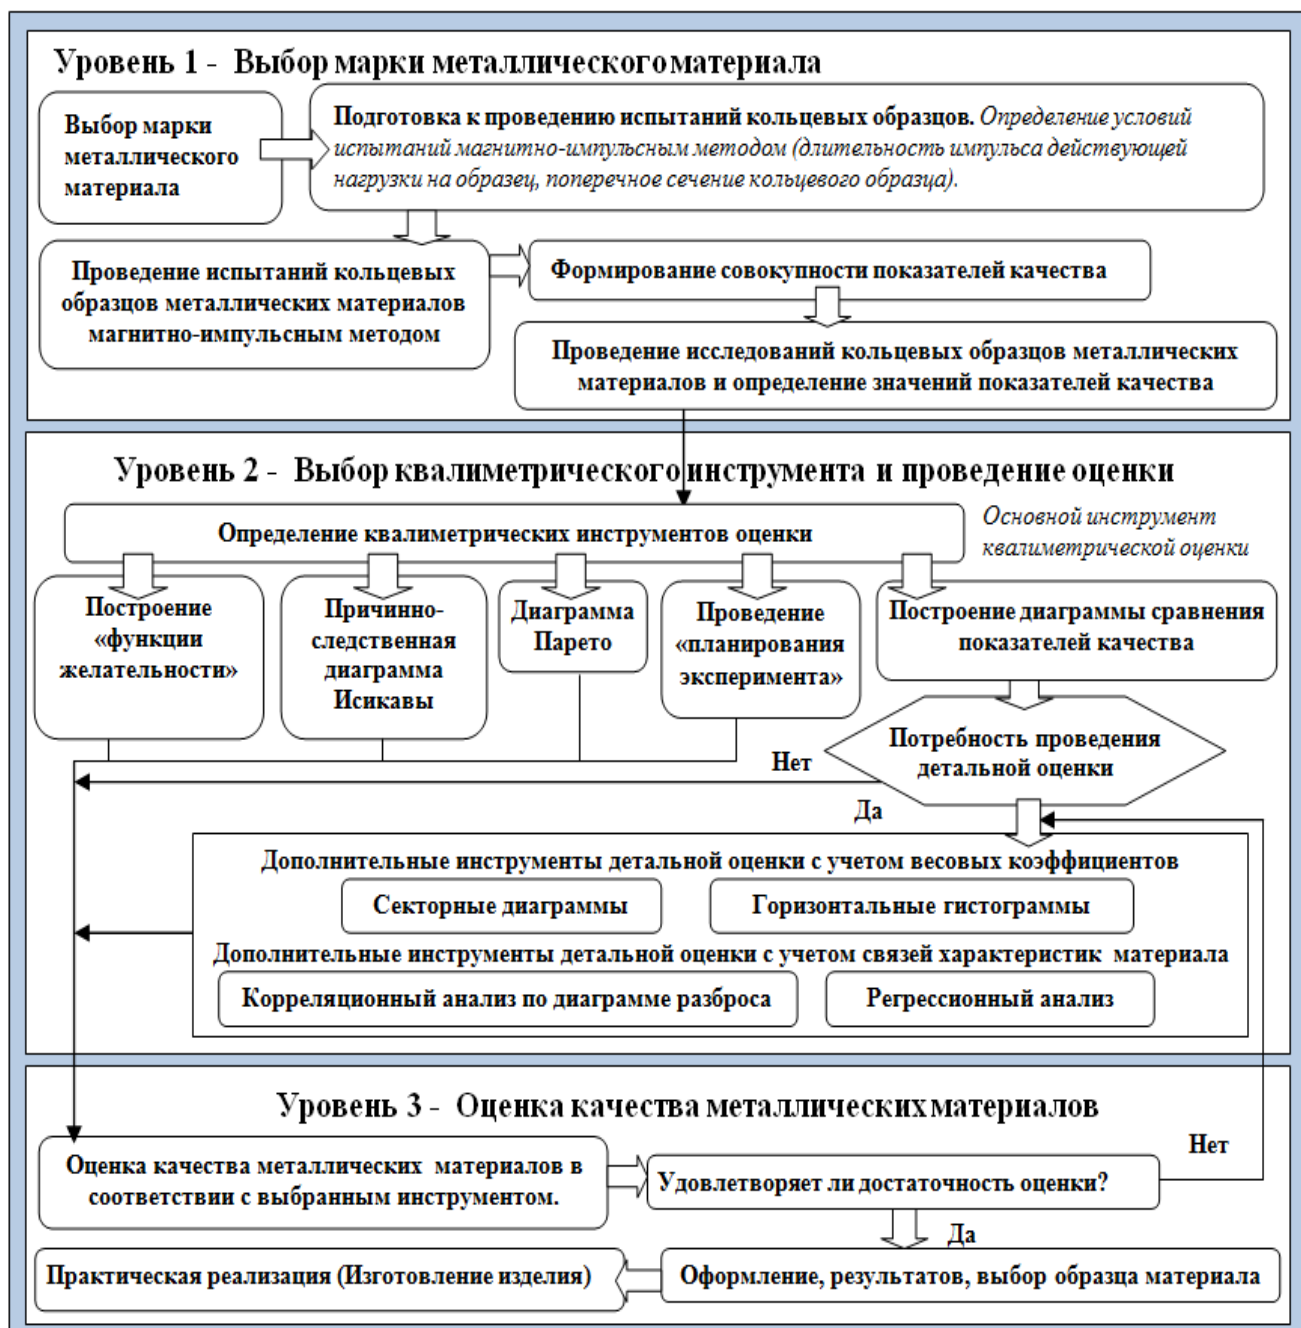 Уровень 1 - Выбор марки металлического материала
Выбор марки
металлического
материала
Подготовка к проведению испытаний кольцевых образцов. Определение условий
испытаний магнитно-импульсным методом (длительность импульса действующей
нагрузки на образец, поперечное сечение кольцевого образца).
Проведение испытаний кольцевых
образцов металлических материалов
магнитно-импульсным методом
Формирование совокупности показателей качества
Проведение исследований кольцевых образцов металлических
материалов и определение значений показателей качества
Уровень 2 - Выбор квалиметрического инструмента и проведение оценки
Определение квалиметрических инструментов оценки
Основной инструмент
квалиметрической оценки
Построение
«функции
желательности»
Причинно-
следственная
диаграмма
Исикавы
Диаграмма
Парето
Проведение
«планирования
эксперимента»
Построение диаграммы сравнения
показателей качества
Потребность проведения
детальной оценки
Нет
Да
Дополнительные инструменты детальной оценки с учетом весовых коэффициентов
Секторные диаграммы
Горизонтальные гистограммы
Дополнительные инструменты детальной оценки с учетом связей характеристик материала
Корреляционный анализ по диаграмме разброса
Регрессионный анализ
Уровень 3 - Оценка качества металлических материалов
Оценка качества металлических материалов в
соответствии с выбранным инструментом.
Удовлетворяет ли достаточность оценки?
Нет
Да
Практическая реализация (Изготовление изделия)
Оформление, результатов, выбор образца материала